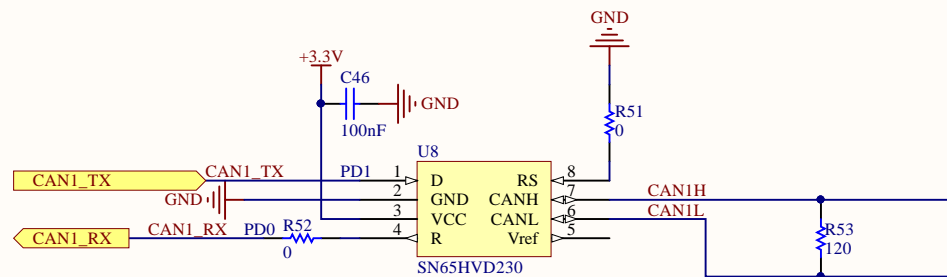 GND
+3.3V
C46
GND
100nF
R51
0
U8
CAN1_TX
CAN1_TX
PD1
1
D
RS
8
GND
2
GND
CANH
7
CAN1H
3
VCC
CANL
6
CAN1L
CAN1_RX
CAN1_RX
PD0
R52
0
4
R
Vref
5
R53
120
SN65HVD230